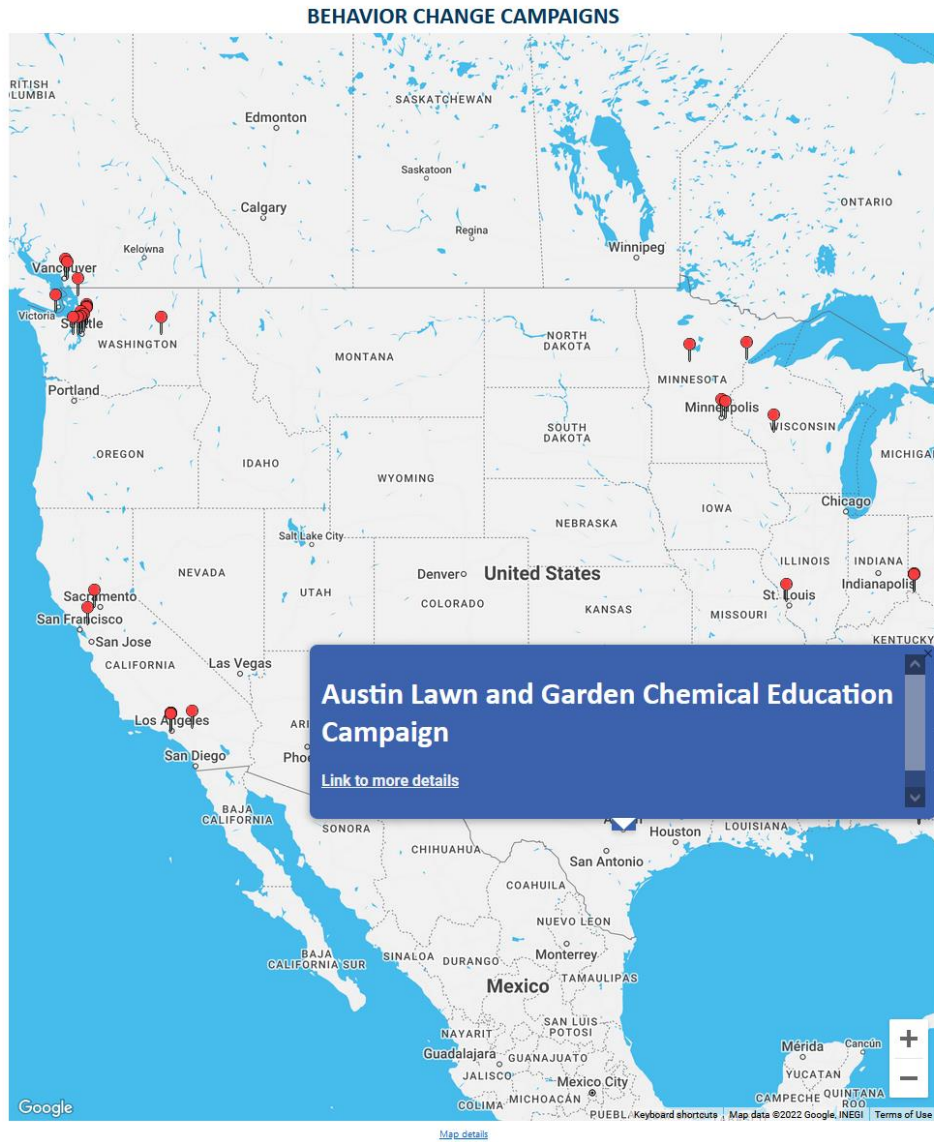 BEHAVIOR CHANGE CAMPAIGNS
SASKATCHEWAN
Edmonton
Saskatoon
ONTARIO
Calgary
Regina
Kelowna
Winnipeg
Vancouver
Victoria
WASHINGTON
NORTH
DAKOTA
MONTANA
MINNESOTA
Portland
Minneapolis
SOUTH
DAKOTA
WISCONSIN
OREGON
IDAHO
WYOMING
IOWA
Chicago
NEBRASKA
Salt Lake City
NEVADA
UTAH
Denver
United States
ILLINOIS
INDIANA
Indianapolis
COLORADO
KANSAS
MISSOURI
St. Louis
Sacramento
San Francisco
San Jose
KENTUCKY
CALIFORNIA
Las Vegas
Los Angeles
San Diego
Austin Lawn and Garden Chemical Education
Campaign
Link to more details
BAJA
CALIFORNIA
SONORA
CHIHUAHUA
Houston
LOUISIANA
San Antonio
COAHUILA
NUEVO LEON
Monterrey
BAJA
CALIFORNIA SUR
SINALOA
DURANGO
TAMAULIPAS
Mexico
SAN LUIS
POTOSI
NAYARIT
Guadalajara
GUANAJUATO
JALISCO
Mexico City
COLIMA
MICHOACÁN
Mérida
Cancún
YUCATAN
CAMPECHE
QUINTANA
ROO
Google
Keyboard shortcuts
Map data ©2022 Google, INEGI
Terms of Use
Map details